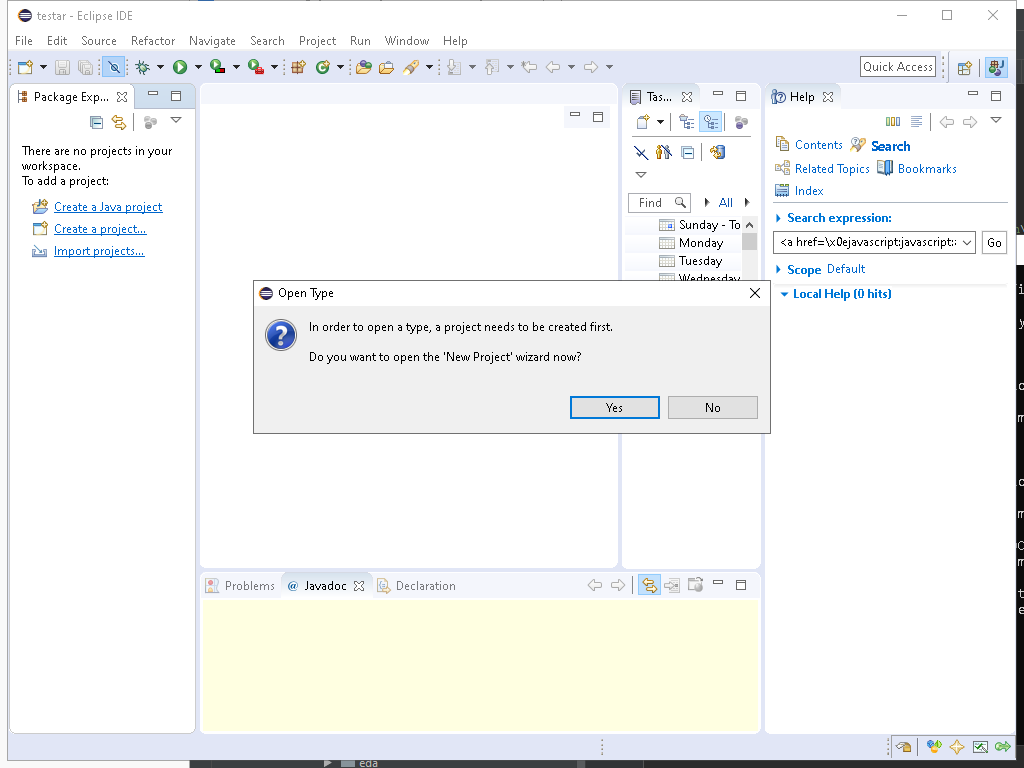 testar - Eclipse IDE
File Edit Source Refactor Navigate Search Project Run Window Help
Quick Access
Package Exp...
There are no projects in your
workspace.
To add a project:
Create a Java project
Create a project...
Import projects...
Tas...
Find
All
Sunday - To
Monday
Tuesday
Wednesday
Help
Contents Search
Related Topics Bookmarks
Index
Search expression:
<a href=\x0ejavascript:javascript:
Go
Scope Default
Local Help (0 hits)
Open Type
In order to open a type, a project needs to be created first.
Do you want to open the 'New Project' wizard now?
Yes No
Problems @ Javadoc Declaration
eda